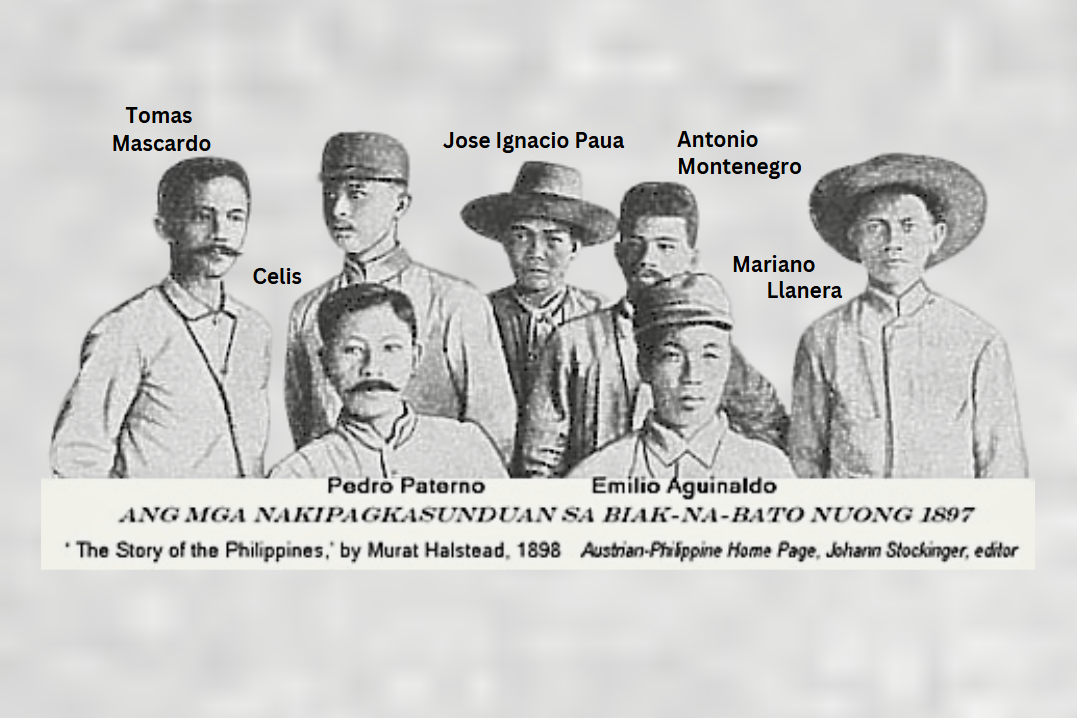 Tomas
Mascardo
Jose Ignacio Paua
Antonio
Montenegro
Celis
Mariano
Llanera
Pedro Paterno
Emilio Aguinaldo
ANG MGA NAKIPAGKASUNDUAN SA BIAK-NA-BATO NUONG 1897
' The Story of the Philippines,' by Murat Halstead, 1898 Austrian-Philippine Home Page, Johann Stockinger, editor